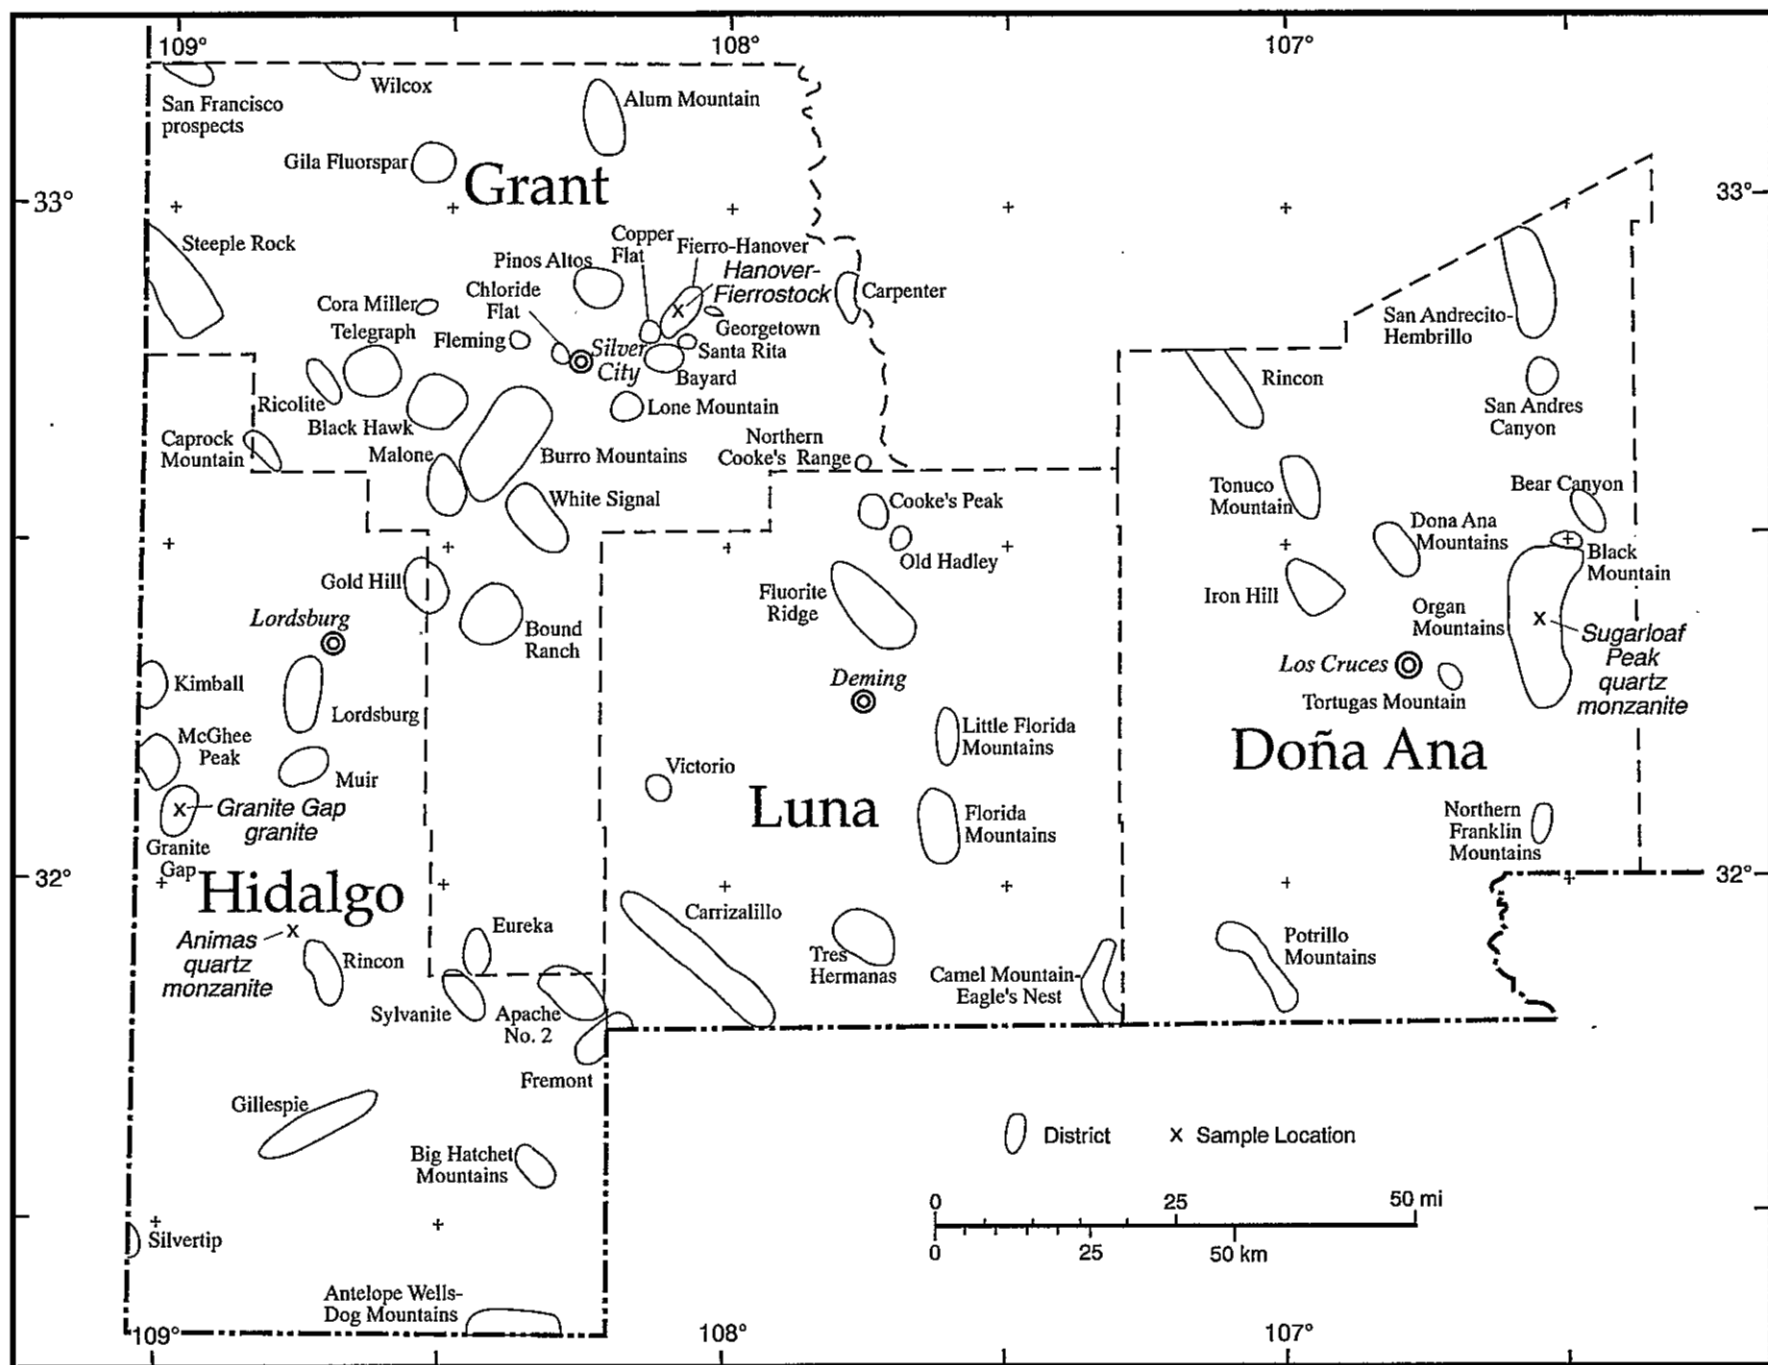 109°
108°
107°
San Francisco
prospects
Wilcox
Alum Mountain
Gila Fluorspar
Grant
33°
33°
Steeple Rock
Copper
Flat
Fierro-Hanover
Hanover-
Fierrostock
Pinos Altos
Chloride
Flat
Carpenter
Cora Miller
Telegraph
Fleming
Georgetown
Silver
City
Santa Rita
Bayard
San Andrecito-
Hembrillo
Rincon
Ricolite
Black Hawk
Lone Mountain
San Andres
Canyon
Caprock
Mountain
Malone
Burro Mountains
Northern
Cooke's Range
White Signal
Cooke's Peak
Old Hadley
Tonuco
Mountain
Bear Canyon
Dona Ana
Mountains
Black
Mountain
Gold Hill
Fluorite
Ridge
Iron Hill
Organ
Mountains
Lordsburg
Bound
Ranch
Sugarloaf
Peak
quartz
monzanite
Los Cruces
Tortugas Mountain
Kimball
Lordsburg
Deming
McGhee
Peak
Muir
Little Florida
Mountains
Doña Ana
Victorio
Luna
Granite Gap
granite
Granite
Gap
Florida
Mountains
Northern
Franklin
Mountains
32°
32°
Hidalgo
Animas
quartz
monzanite
Rincon
Eureka
Carrizalillo
Tres
Hermanas
Camel Mountain-
Eagle's Nest
Potrillo
Mountains
Sylvanite
Apache
No. 2
Fremont
Gillespie
Big Hatchet
Mountains
District
x Sample Location
0 25 50 mi
0 25 50 km
Silvertip
Antelope Wells-
Dog Mountains
109°
108°
107°